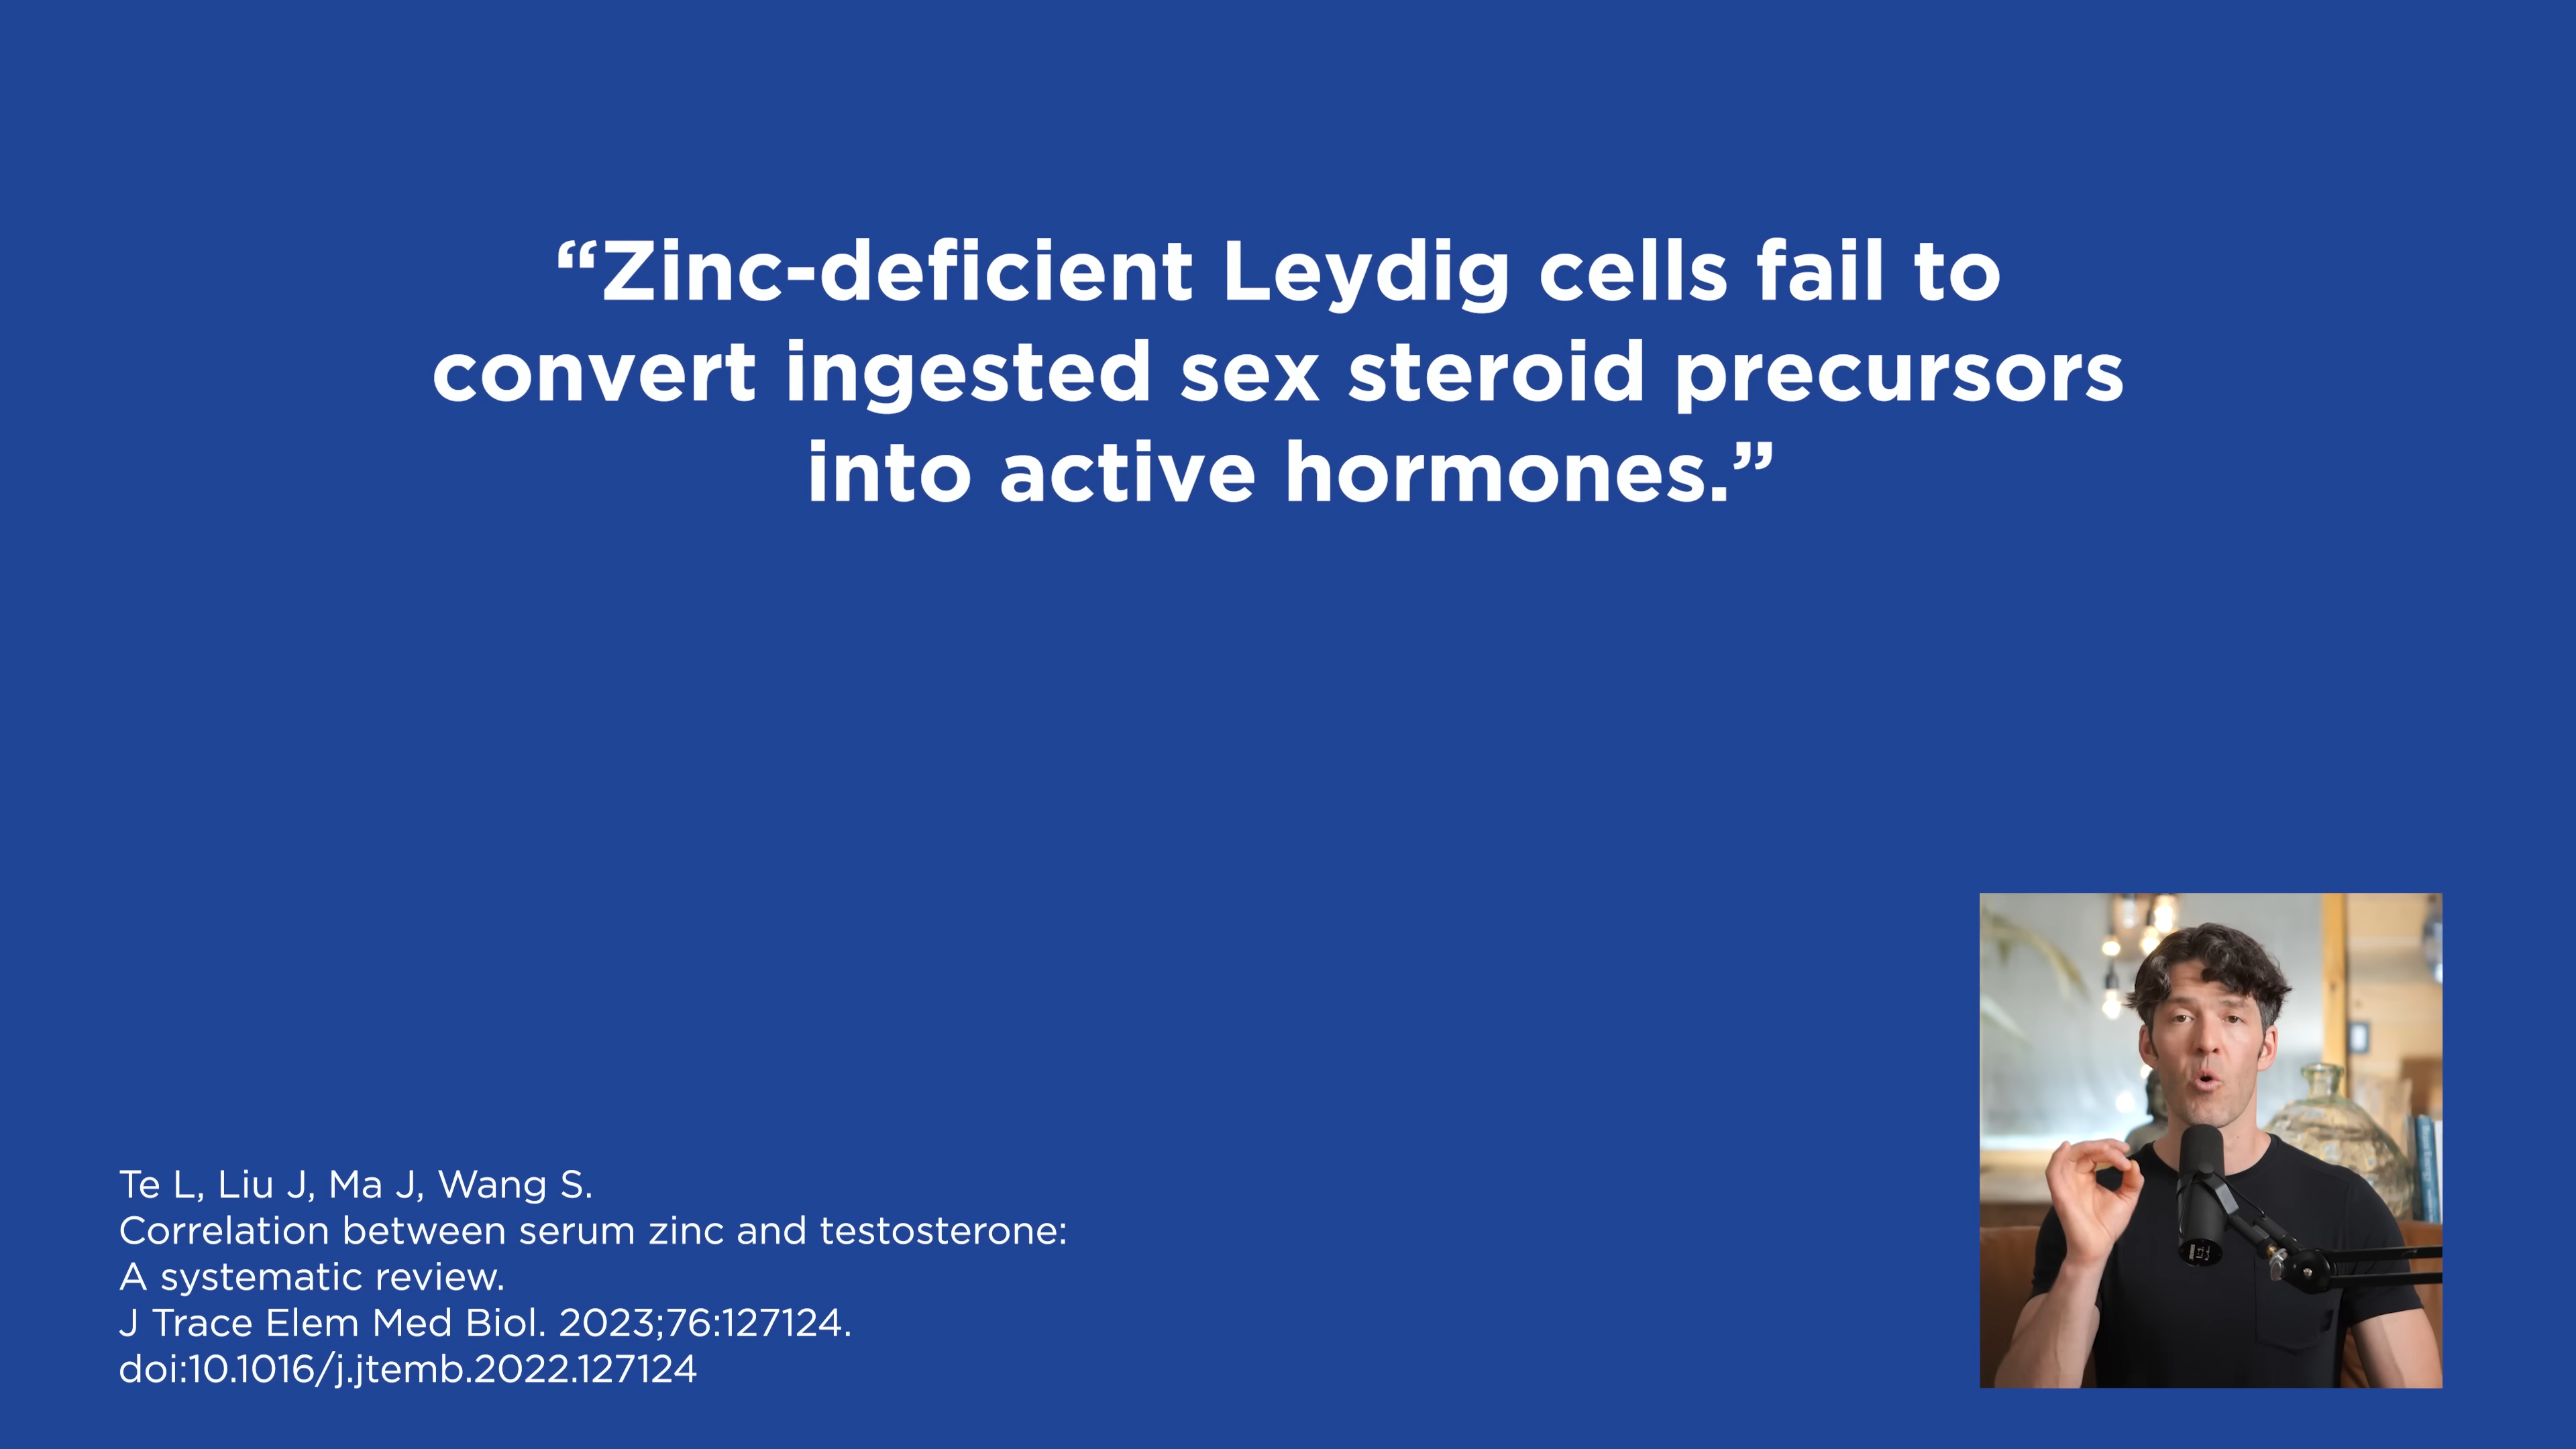 “Zinc-deficient Leydig cells fail to
convert ingested sex steroid precursors
into active hormones.”
Te L, Liu J, Ma J, Wang S.
Correlation between serum zinc and testosterone:
A systematic review.
J Trace Elem Med Biol. 2023;76:127124.
doi:10.1016/j.jtemb.2022.127124